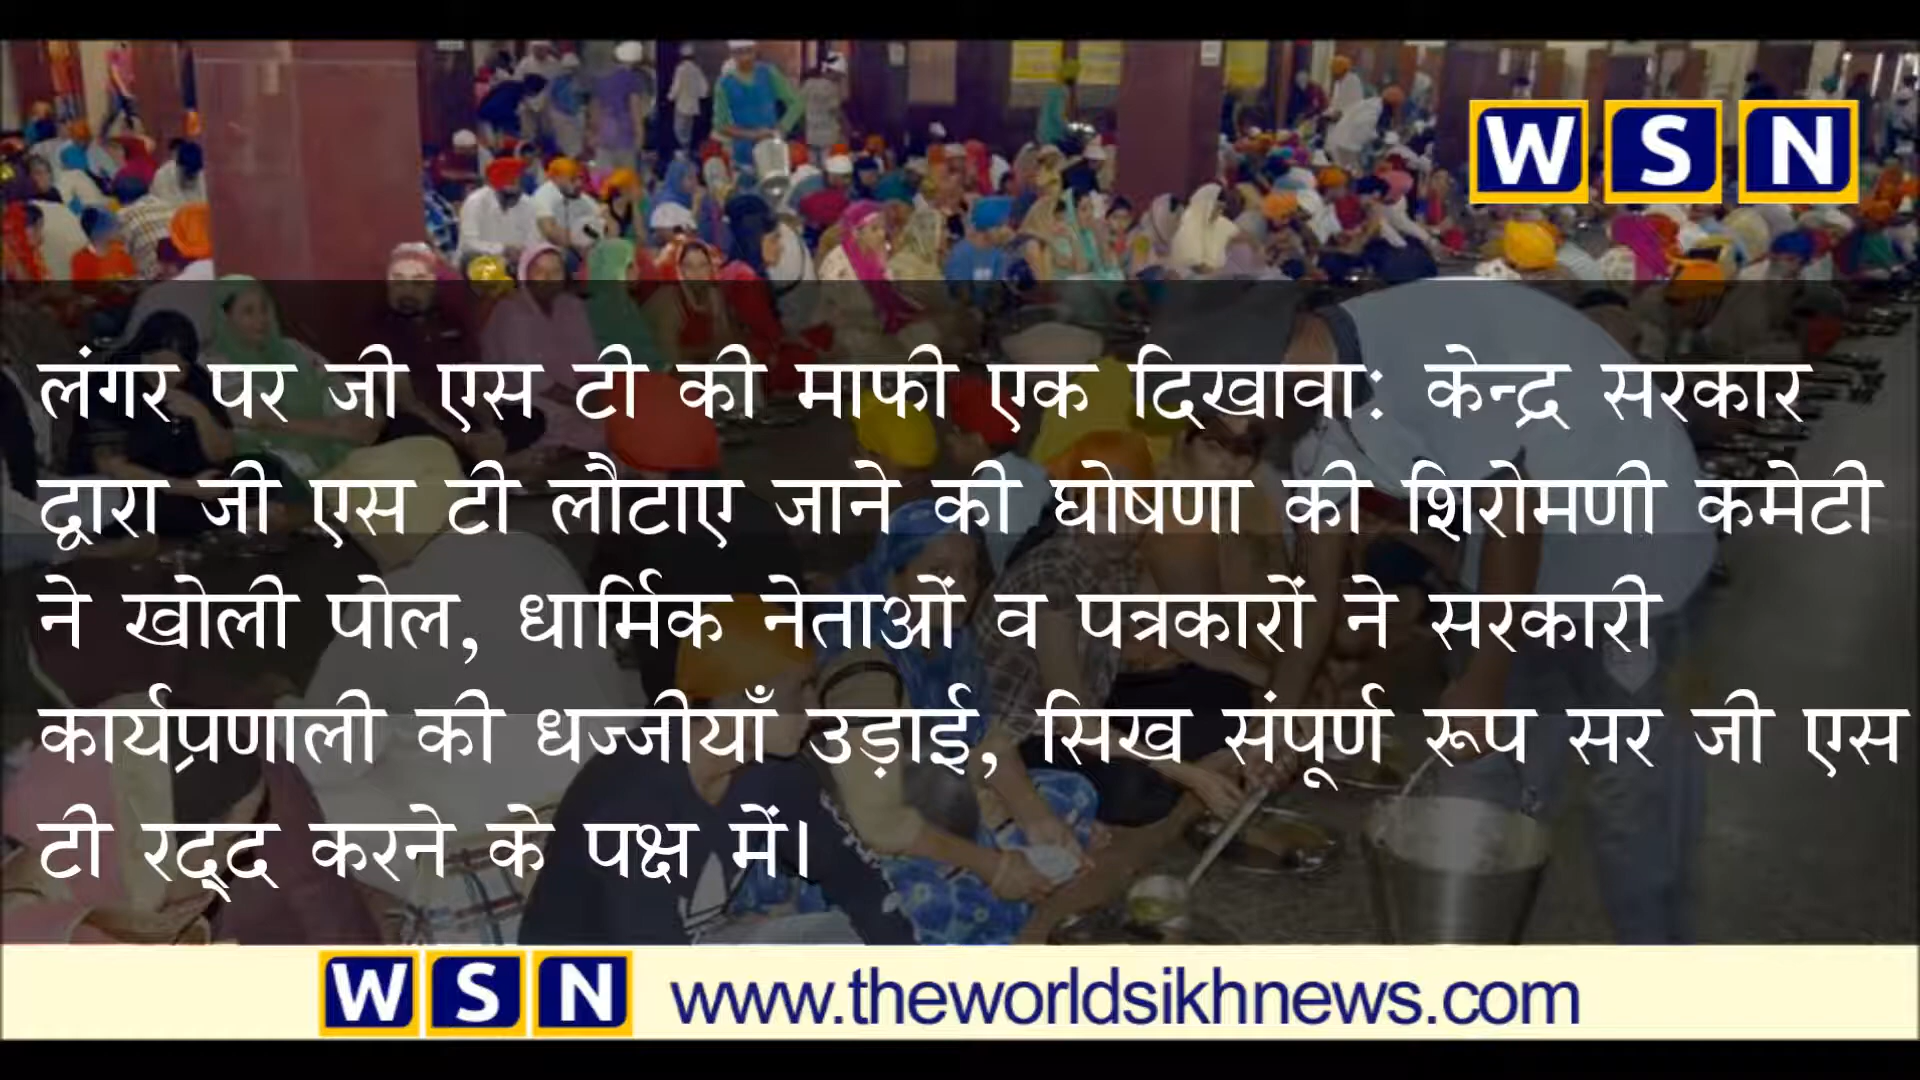 WSN
लंगर पर जी एस टी की माफी एक दिखावाः केन्द्र सरकार
द्वारा जी एस टी लौटाए जाने की घोषणा की शिरोमणी कमेटी
ने खोली पोल, धार्मिक नेताओं व पत्रकारों ने सरकारी
कार्यप्रणाली की धज्जीयाँ उड़ाई, सिख संपूर्ण रूप सर जी एस
टी रद्द करने के पक्ष में।
WSN www.theworldsikhnews.com